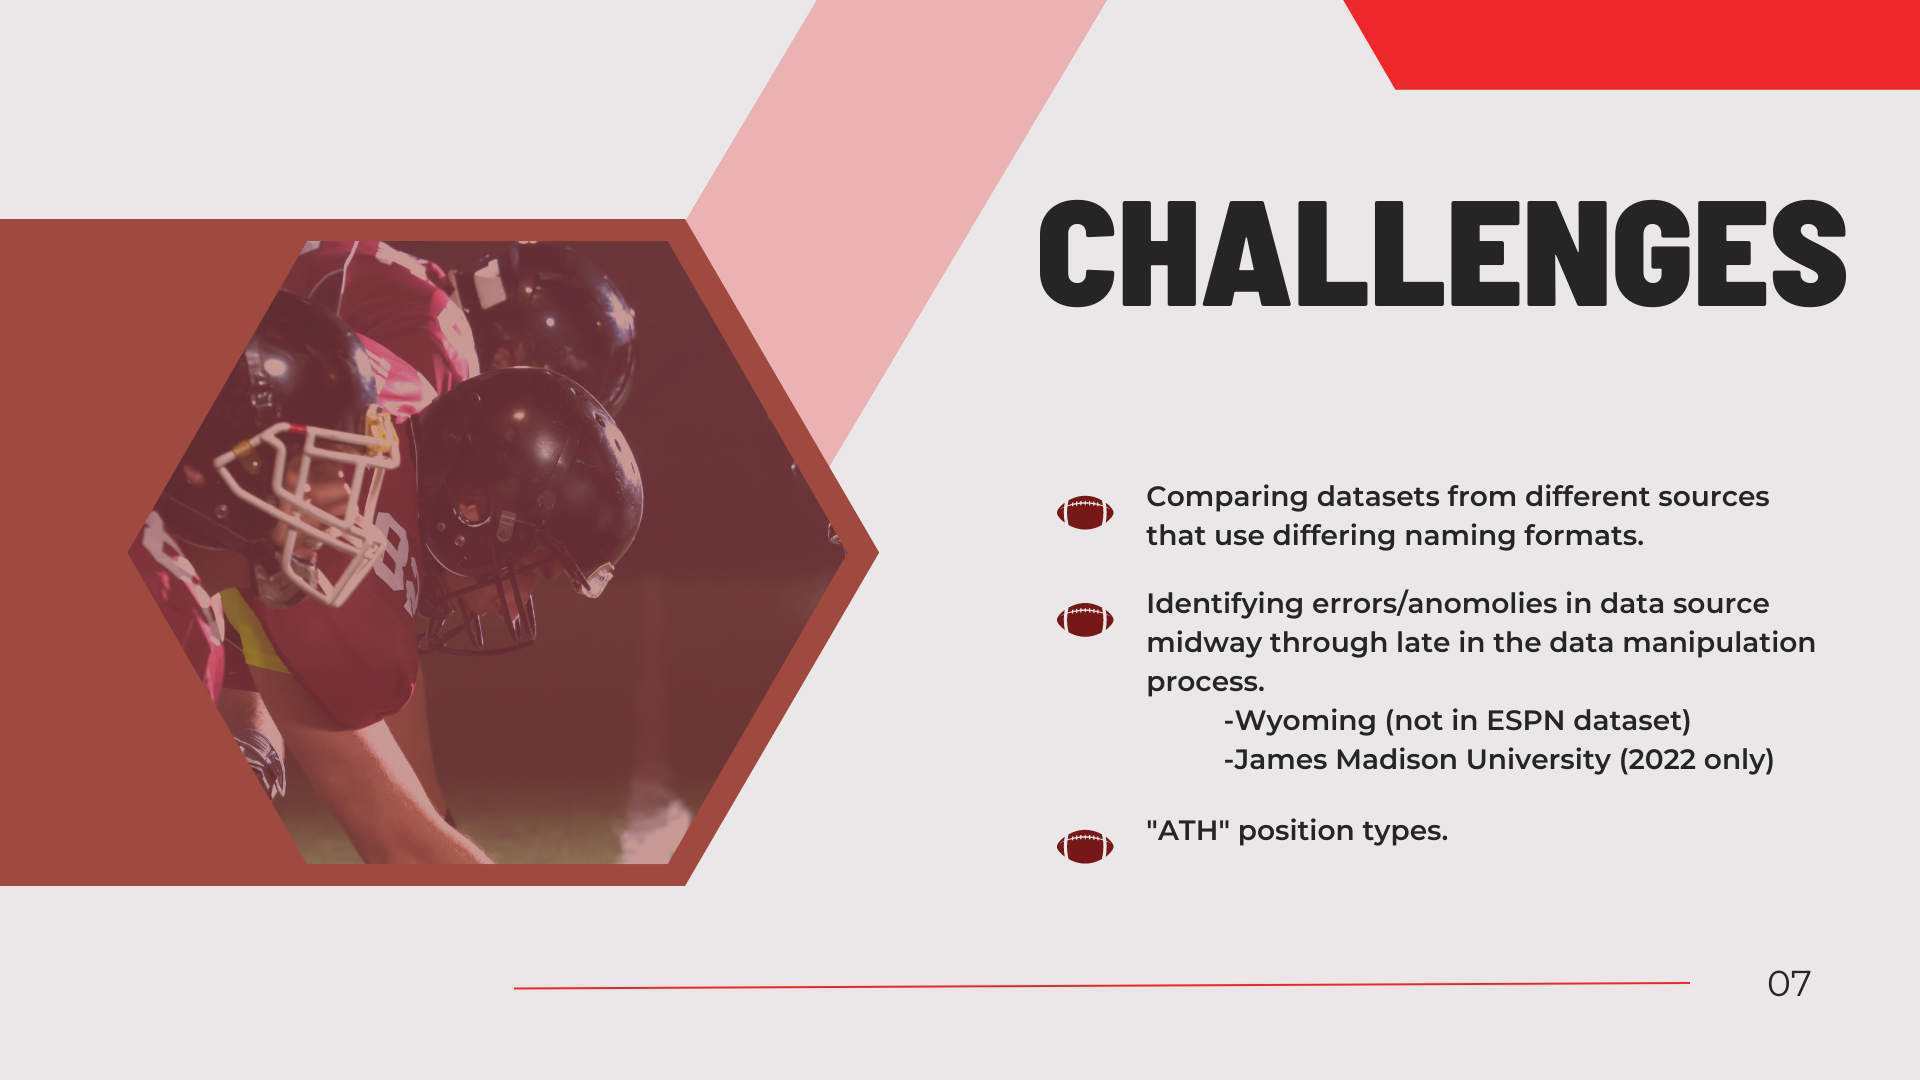 CHALLENGES
Comparing datasets from different sources
that use differing naming formats.
Identifying errors/anomolies in data source
midway through late in the data manipulation
process.
-Wyoming (not in ESPN dataset)
-James Madison University (2022 only)
"ATH" position types.
07